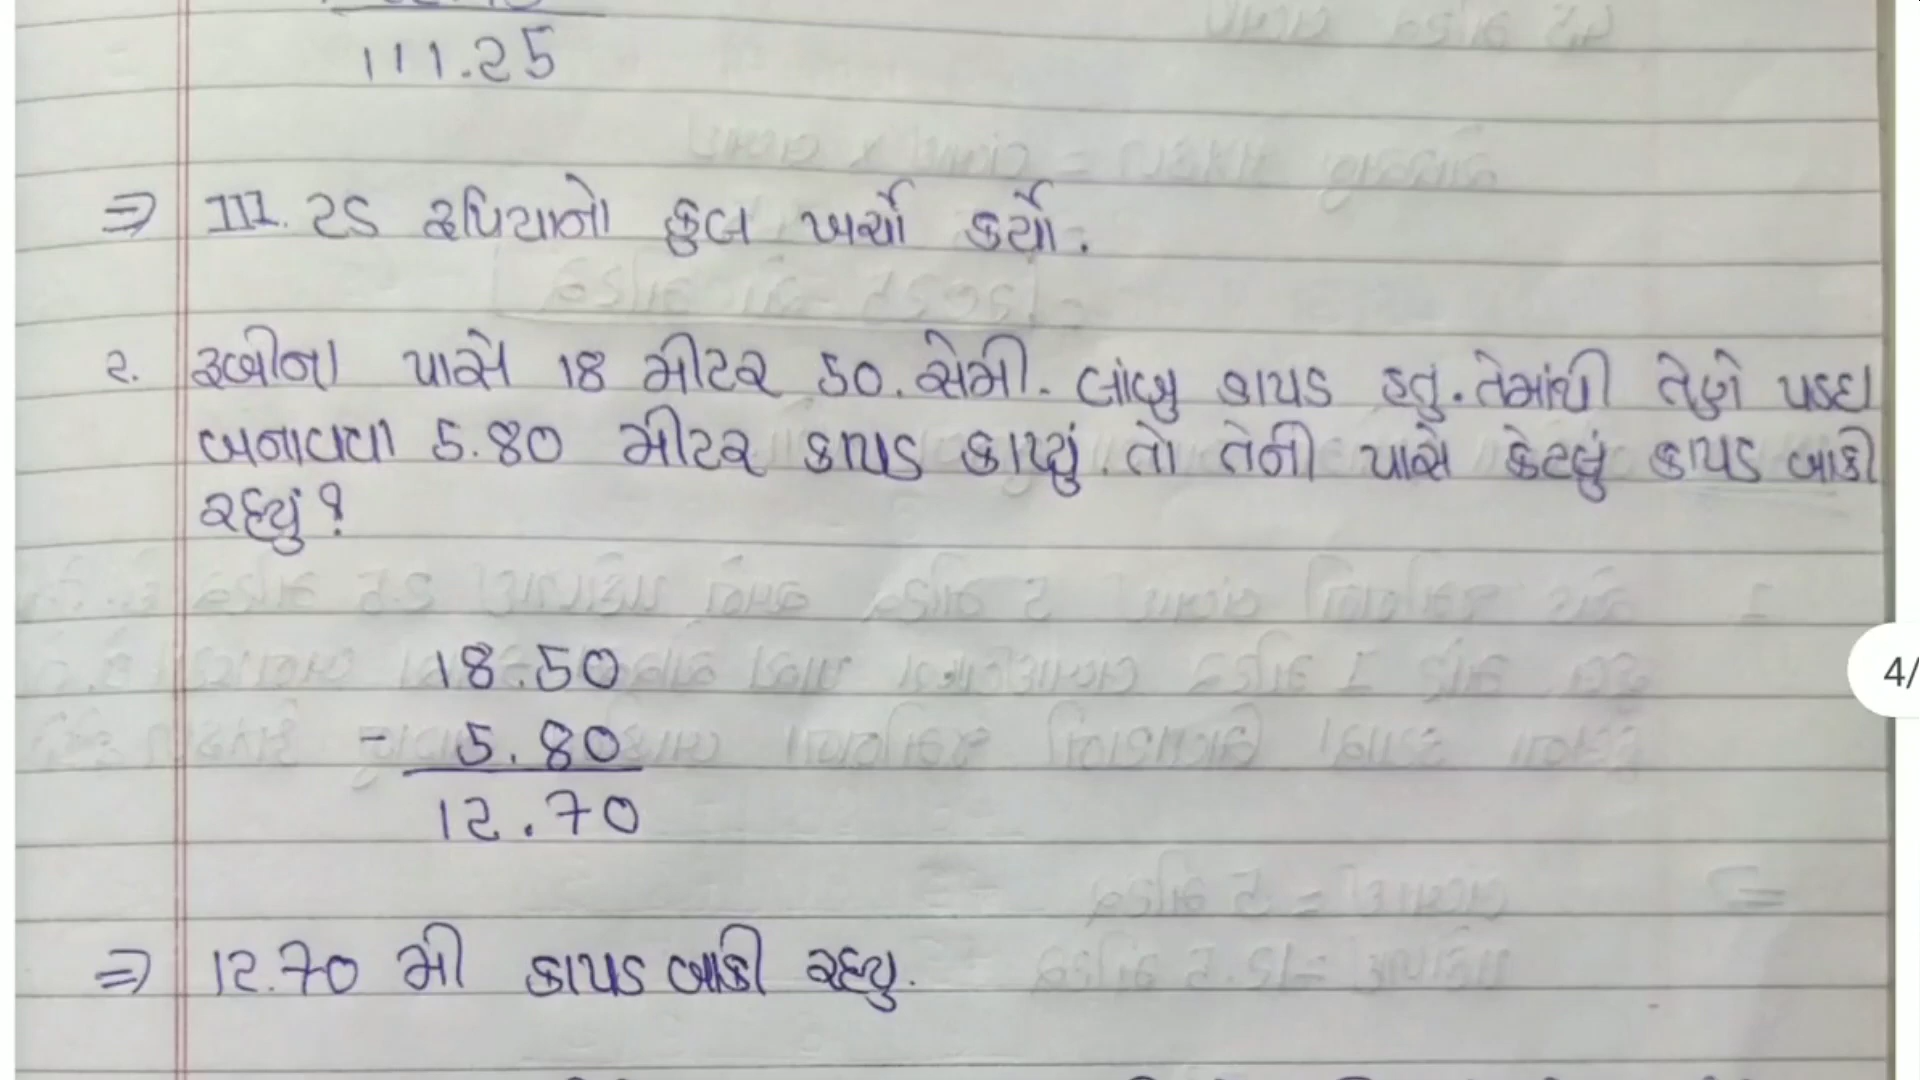 111.25
⇒ 111.25 રૂપિયાનો કુલ ખર્ચો કર્યો.
૨. રૂબીના પાસે 18 મીટર 50. સેમી. લાંબુ કાપડ હતુ. તેમાંથી તેણે પડદા
બનાવવા 5.80 મીટર કાપડ કાપ્યું. તો તેની પાસે કેટલું કાપડ બાકી
રહ્યું?
18.50
- 5.80
12.70
⇒ 12.70 મી કાપડ બાકી રહ્યુ.
4/